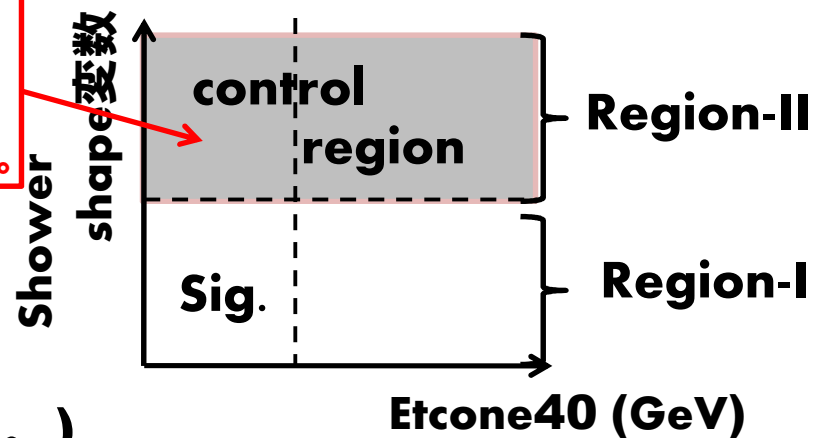 Shower
shape変数
control
region
Region-II
Sig.
Region-I
Etcone40 (GeV)
。
)